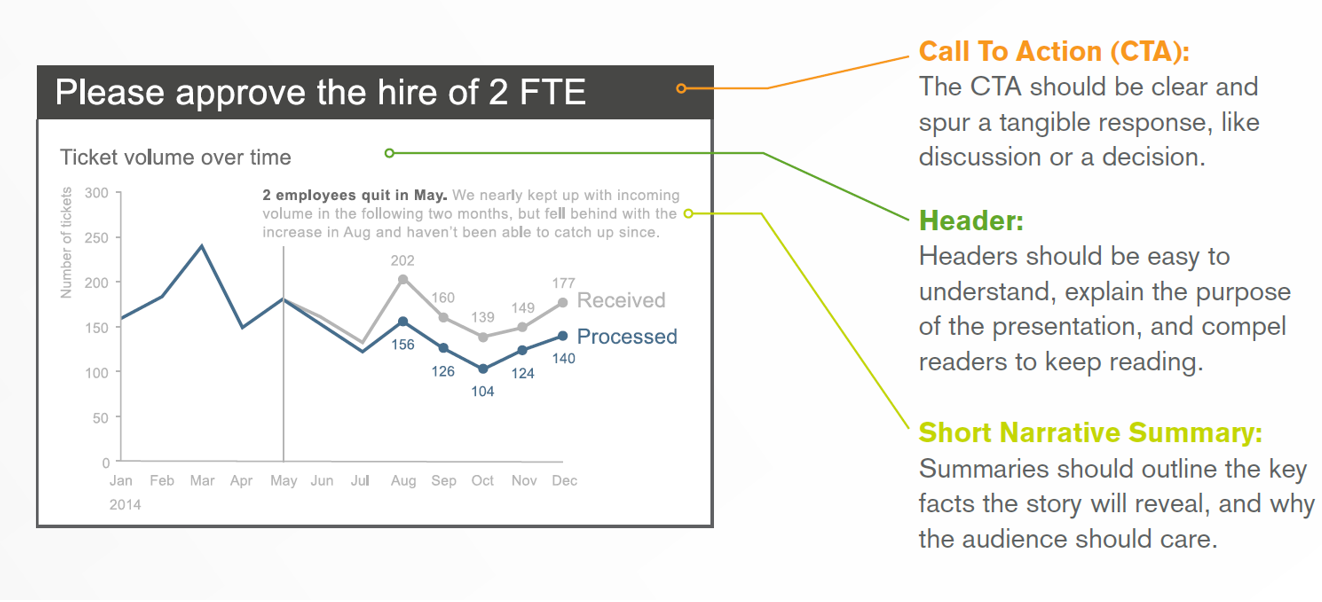 Please approve the hire of 2 FTE
Ticket volume over time
Number of tickets
300
250
200
150
100
50
0
2 employees quit in May. We nearly kept up with incoming
volume in the following two months, but fell behind with the
increase in Aug and haven't been able to catch up since.
202
160
139
149
177
Received
156
126
104
124
140
Processed
Jan Feb Mar Apr May Jun Jul Aug Sep Oct Nov Dec
2014
Call To Action (CTA):
The CTA should be clear and
spur a tangible response, like
discussion or a decision.
Header:
Headers should be easy to
understand, explain the purpose
of the presentation, and compel
readers to keep reading.
Short Narrative Summary:
Summaries should outline the key
facts the story will reveal, and why
the audience should care.